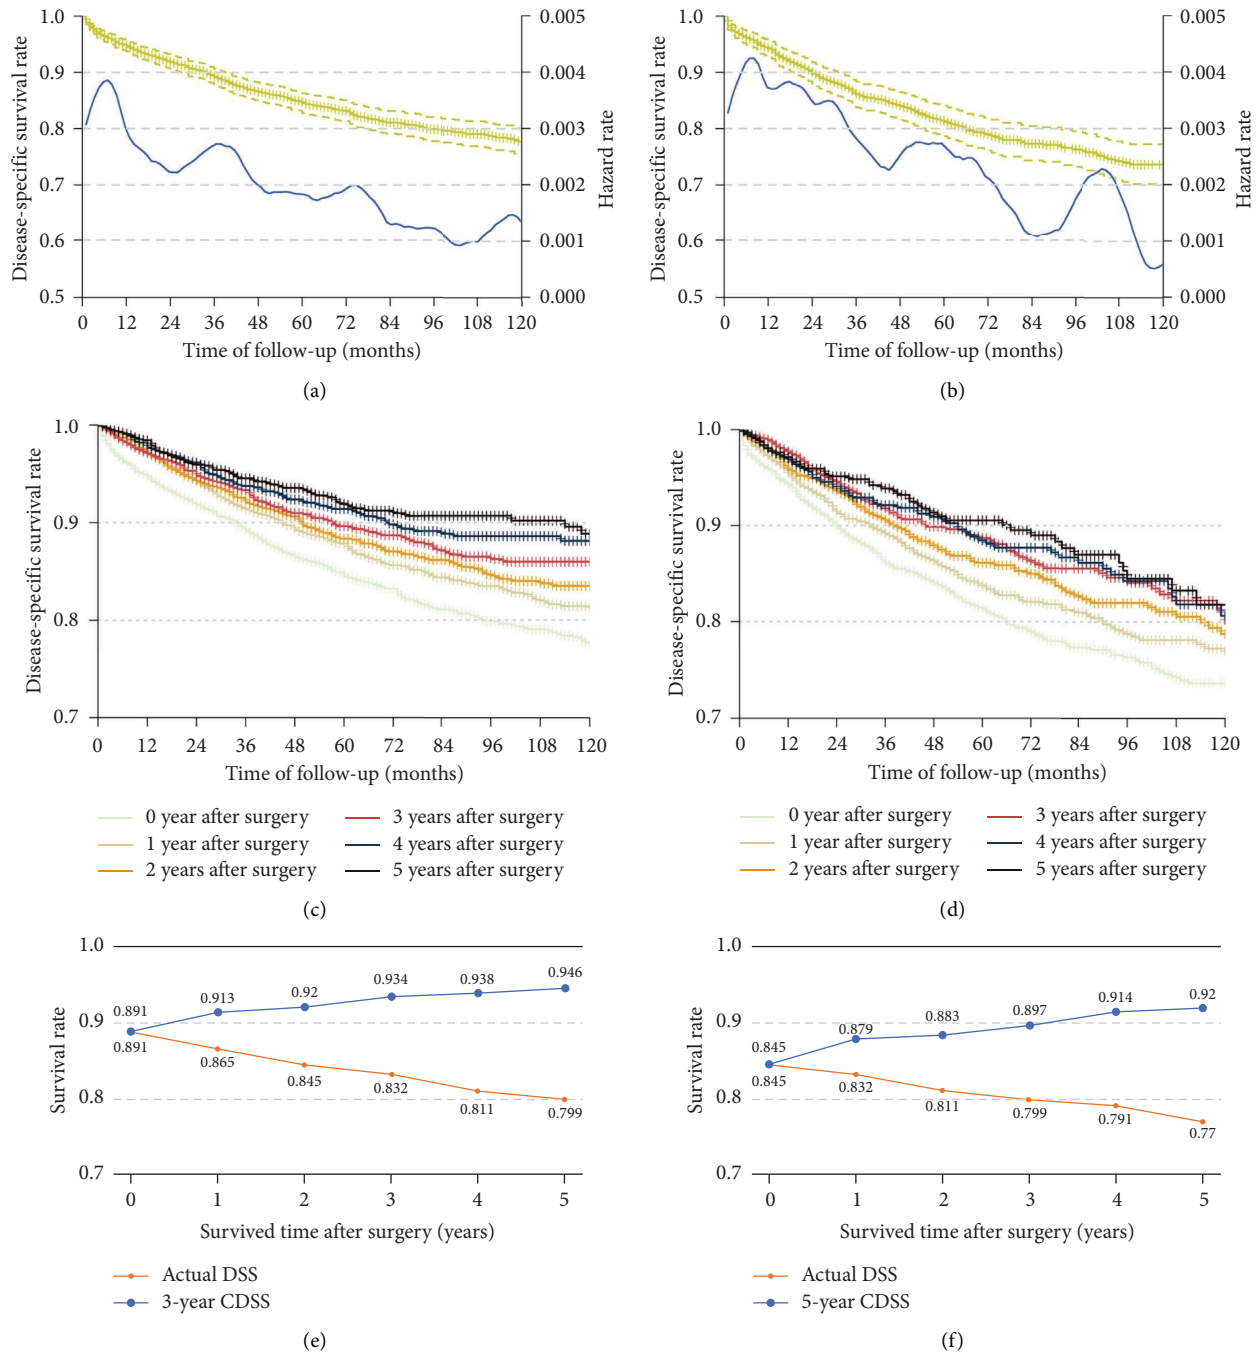 1.0
0.9
0.8
0.7
0.6
0.5
Disease-specific survival rate
0.005
0.004
0.003
0.002
0.001
0.000
Hazard rate
0 12 24 36 48 60 72 84 96 108 120
Time of follow-up (months)
(a)
1.0
0.9
0.8
0.7
0.6
0.5
Disease-specific survival rate
0.005
0.004
0.003
0.002
0.001
0.000
Hazard rate
0 12 24 36 48 60 72 84 96 108 120
Time of follow-up (months)
(b)
1.0
0.9
0.8
0.7
Disease-specific survival rate
0 12 24 36 48 60 72 84 96 108 120
Time of follow-up (months)
0 year after surgery
1 year after surgery
2 years after surgery
3 years after surgery
4 years after surgery
5 years after surgery
(c)
1.0
0.9
0.8
0.7
Disease-specific survival rate
0 12 24 36 48 60 72 84 96 108 120
Time of follow-up (months)
0 year after surgery
1 year after surgery
2 years after surgery
3 years after surgery
4 years after surgery
5 years after surgery
(d)
1.0
0.9
0.8
0.7
Survival rate
0.891 0.913 0.92 0.934 0.938 0.946
0.891 0.865 0.845 0.832 0.811 0.799
0 1 2 3 4 5
Survived time after surgery (years)
Actual DSS
3-year CDSS
(e)
1.0
0.9
0.8
0.7
Survival rate
0.845 0.879 0.883 0.897 0.914 0.92
0.845 0.832 0.811 0.799 0.791 0.77
0 1 2 3 4 5
Survived time after surgery (years)
Actual DSS
5-year CDSS
(f)